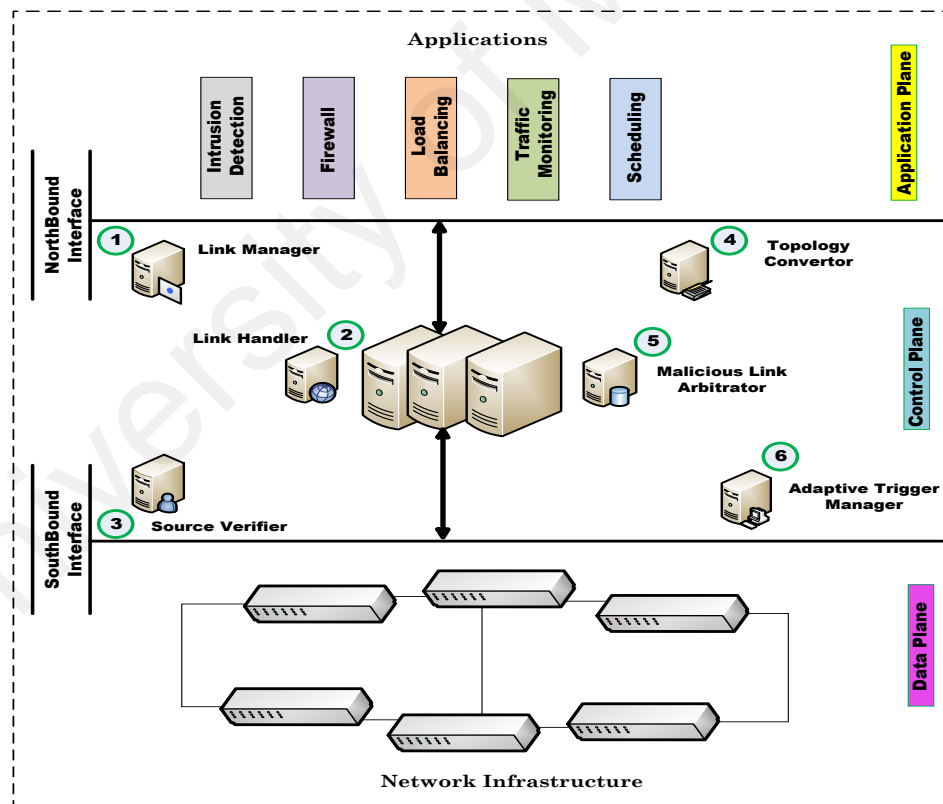 Applications
Intrusion
Detection
Firewall
Load
Balancing
Traffic
Monitoring
Scheduling
Application Plane
NorthBound
Interface
1
Link Manager
4
Topology
Convertor
Link Handler
2
5
Malicious Link
Arbitrator
Control Plane
6
Adaptive Trigger
Manager
SouthBound
Interface
3
Source Verifier
Data Plane
Network Infrastructure
University of M